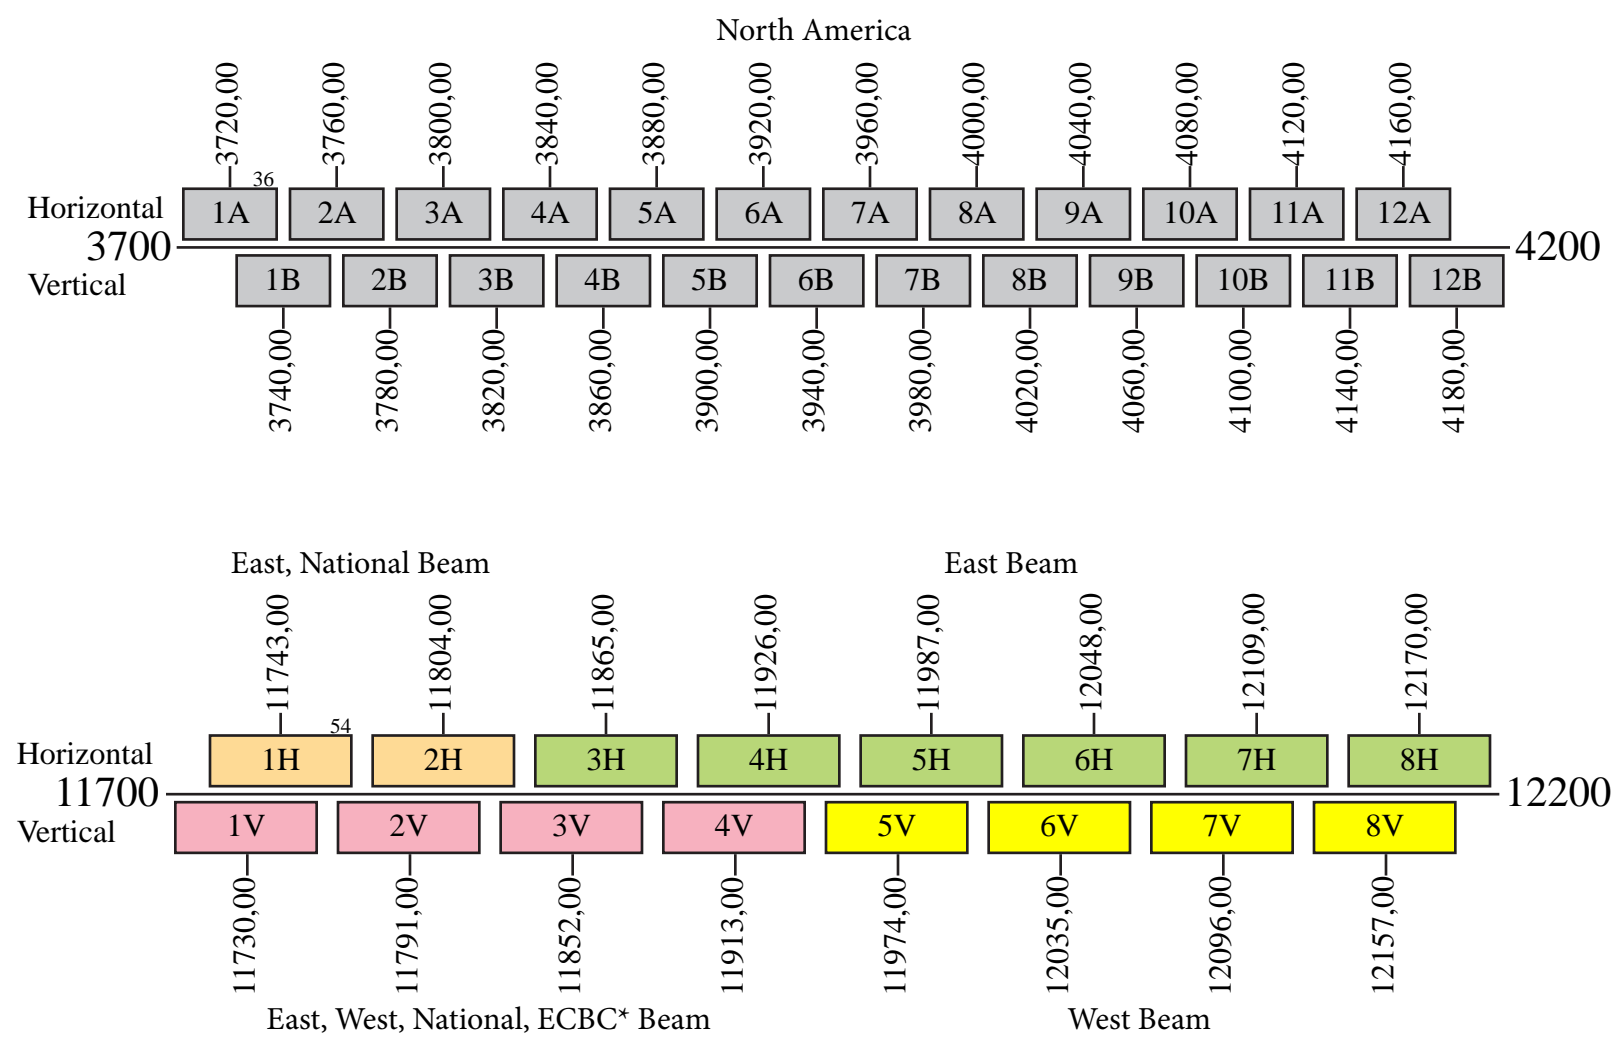 North America
3720,00 3760,00 3800,00 3840,00 3880,00 3920,00 3960,00 4000,00 4040,00 4080,00 4120,00 4160,00
36
Horizontal 1A 2A 3A 4A 5A 6A 7A 8A 9A 10A 11A 12A
3700 4200
Vertical 1B 2B 3B 4B 5B 6B 7B 8B 9B 10B 11B 12B
3740,00 3780,00 3820,00 3860,00 3900,00 3940,00 3980,00 4020,00 4060,00 4100,00 4140,00 4180,00
East, National Beam East Beam
11743,00 11804,00 11865,00 11926,00 11987,00 12048,00 12109,00 12170,00
54
Horizontal 1H 2H 3H 4H 5H 6H 7H 8H
11700 12200
Vertical 1V 2V 3V 4V 5V 6V 7V 8V
11730,00 11791,00 11852,00 11913,00 11974,00 12035,00 12096,00 12157,00
East, West, National, ECBC* Beam West Beam